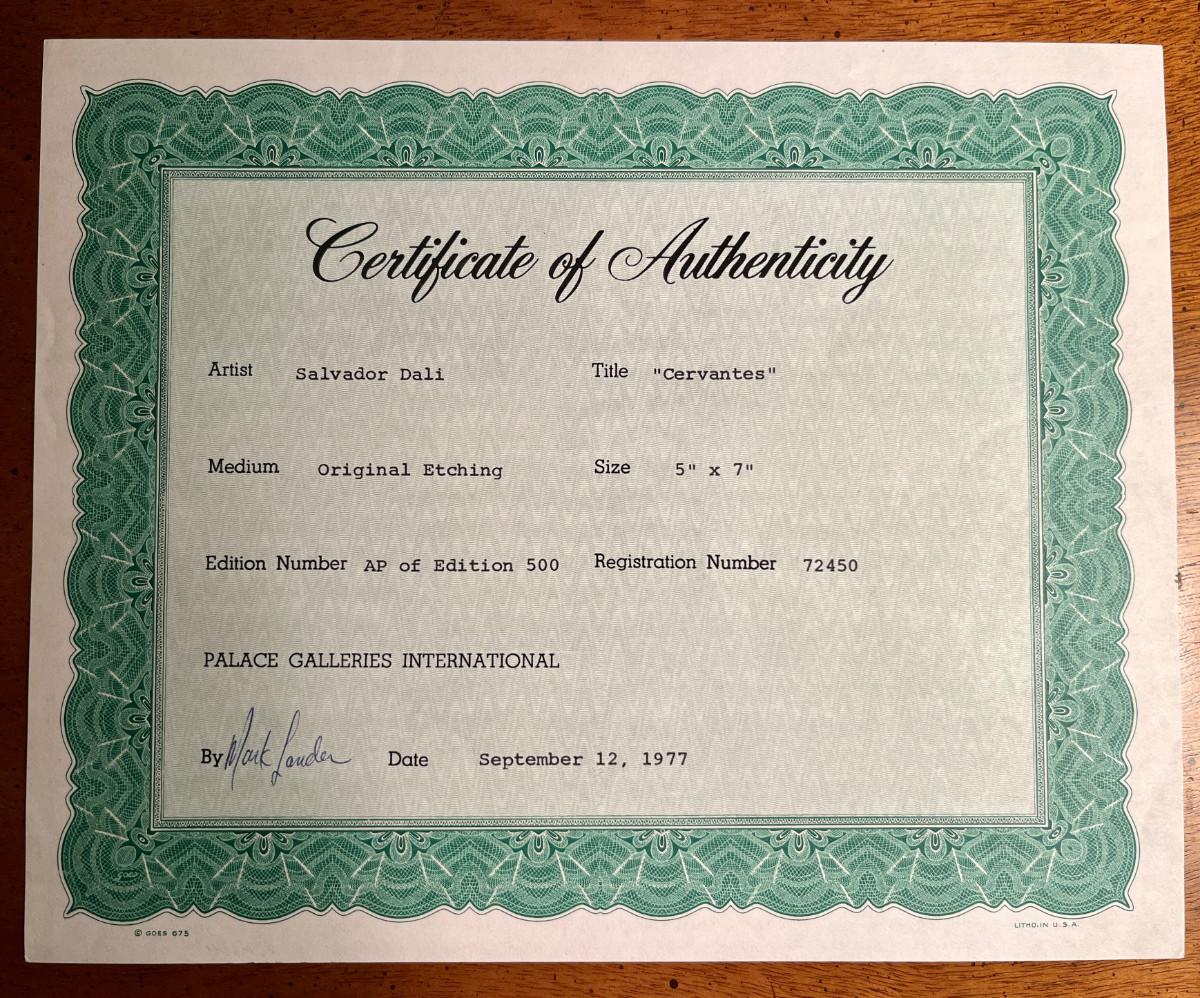 Certificate of Authenticity
Artist Salvador Dali Title "Cervantes"
Medium Original Etching Size 5" x 7"
Edition Number AP of Edition 500 Registration Number 72450
PALACE GALLERIES INTERNATIONAL
By Mark Lander Date September 12, 1977
© GOES 675 LITHO. IN U.S.A.